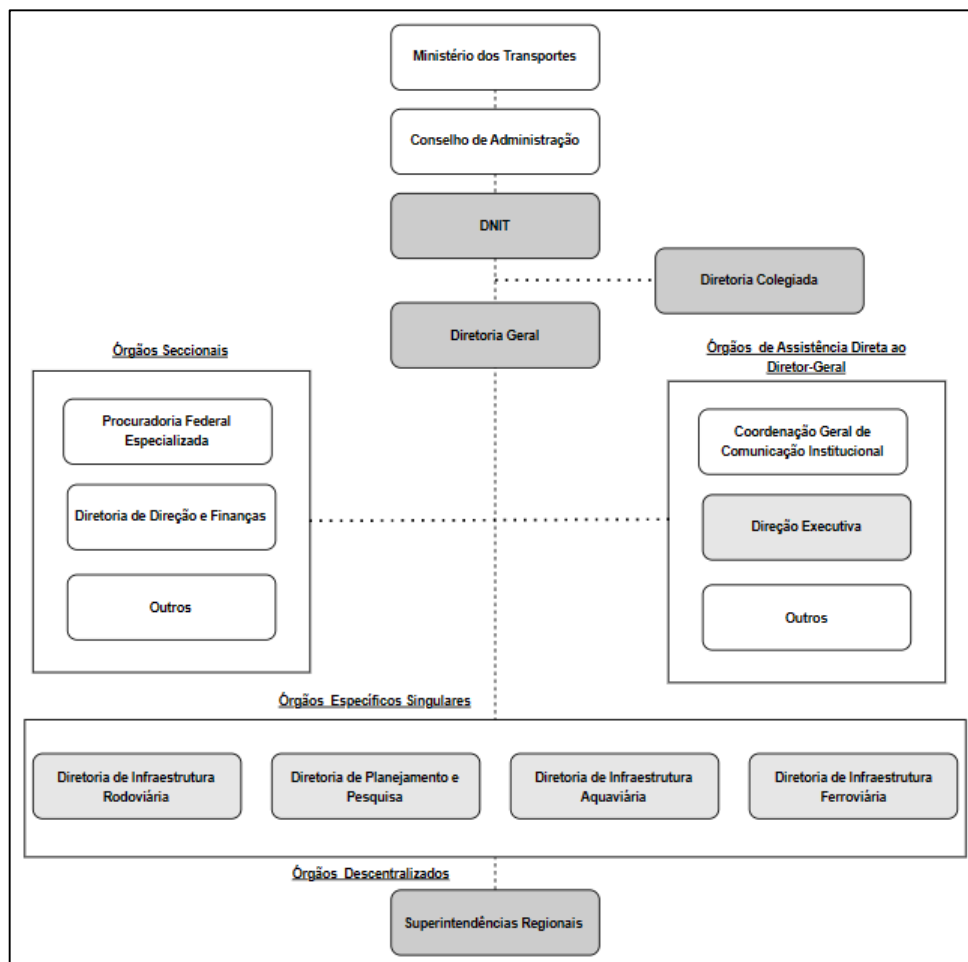 Ministério dos Transportes
Conselho de Administração
DNIT
Diretoria Colegiada
Diretoria Geral
Órgãos Seccionais
Procuradoria Federal
Especializada
Diretoria de Direção e Finanças
Outros
Órgãos de Assistência Direta ao
Diretor-Geral
Coordenação Geral de
Comunicação Institucional
Direção Executiva
Outros
Órgãos Específicos Singulares
Diretoria de Infraestrutura
Rodoviária
Diretoria de Planejamento e
Pesquisa
Diretoria de Infraestrutura
Aquaviária
Diretoria de Infraestrutura
Ferroviária
Órgãos Descentralizados
Superintendências Regionais